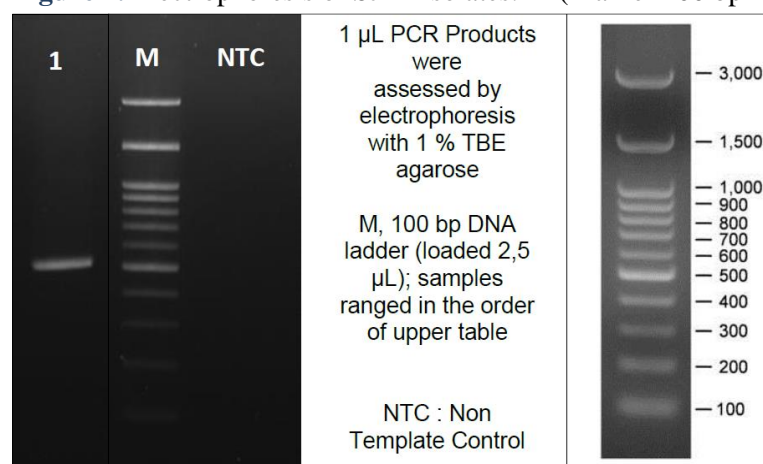 1 M NTC
1 µL PCR Products
were
assessed by
electrophoresis
with 1 % TBE
agarose
M, 100 bp DNA
ladder (loaded 2,5
µL); samples
ranged in the order
of upper table
NTC : Non
Template Control
3,000
1,500
1,000
900
800
700
600
500
400
300
200
100